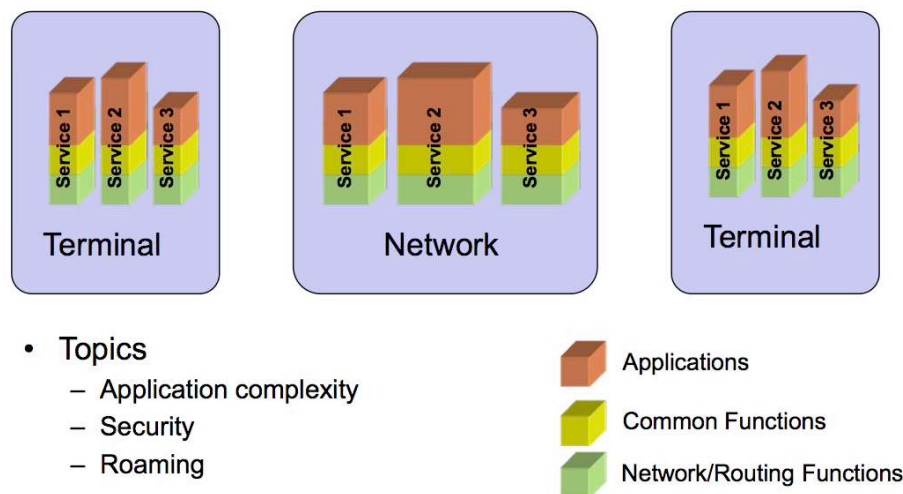 Service 1
Service 2
Service 3
Terminal
Service 1
Service 2
Service 3
Network
Service 1
Service 2
Service 3
Terminal
• Topics
– Application complexity
– Security
– Roaming
Applications
Common Functions
Network/Routing Functions